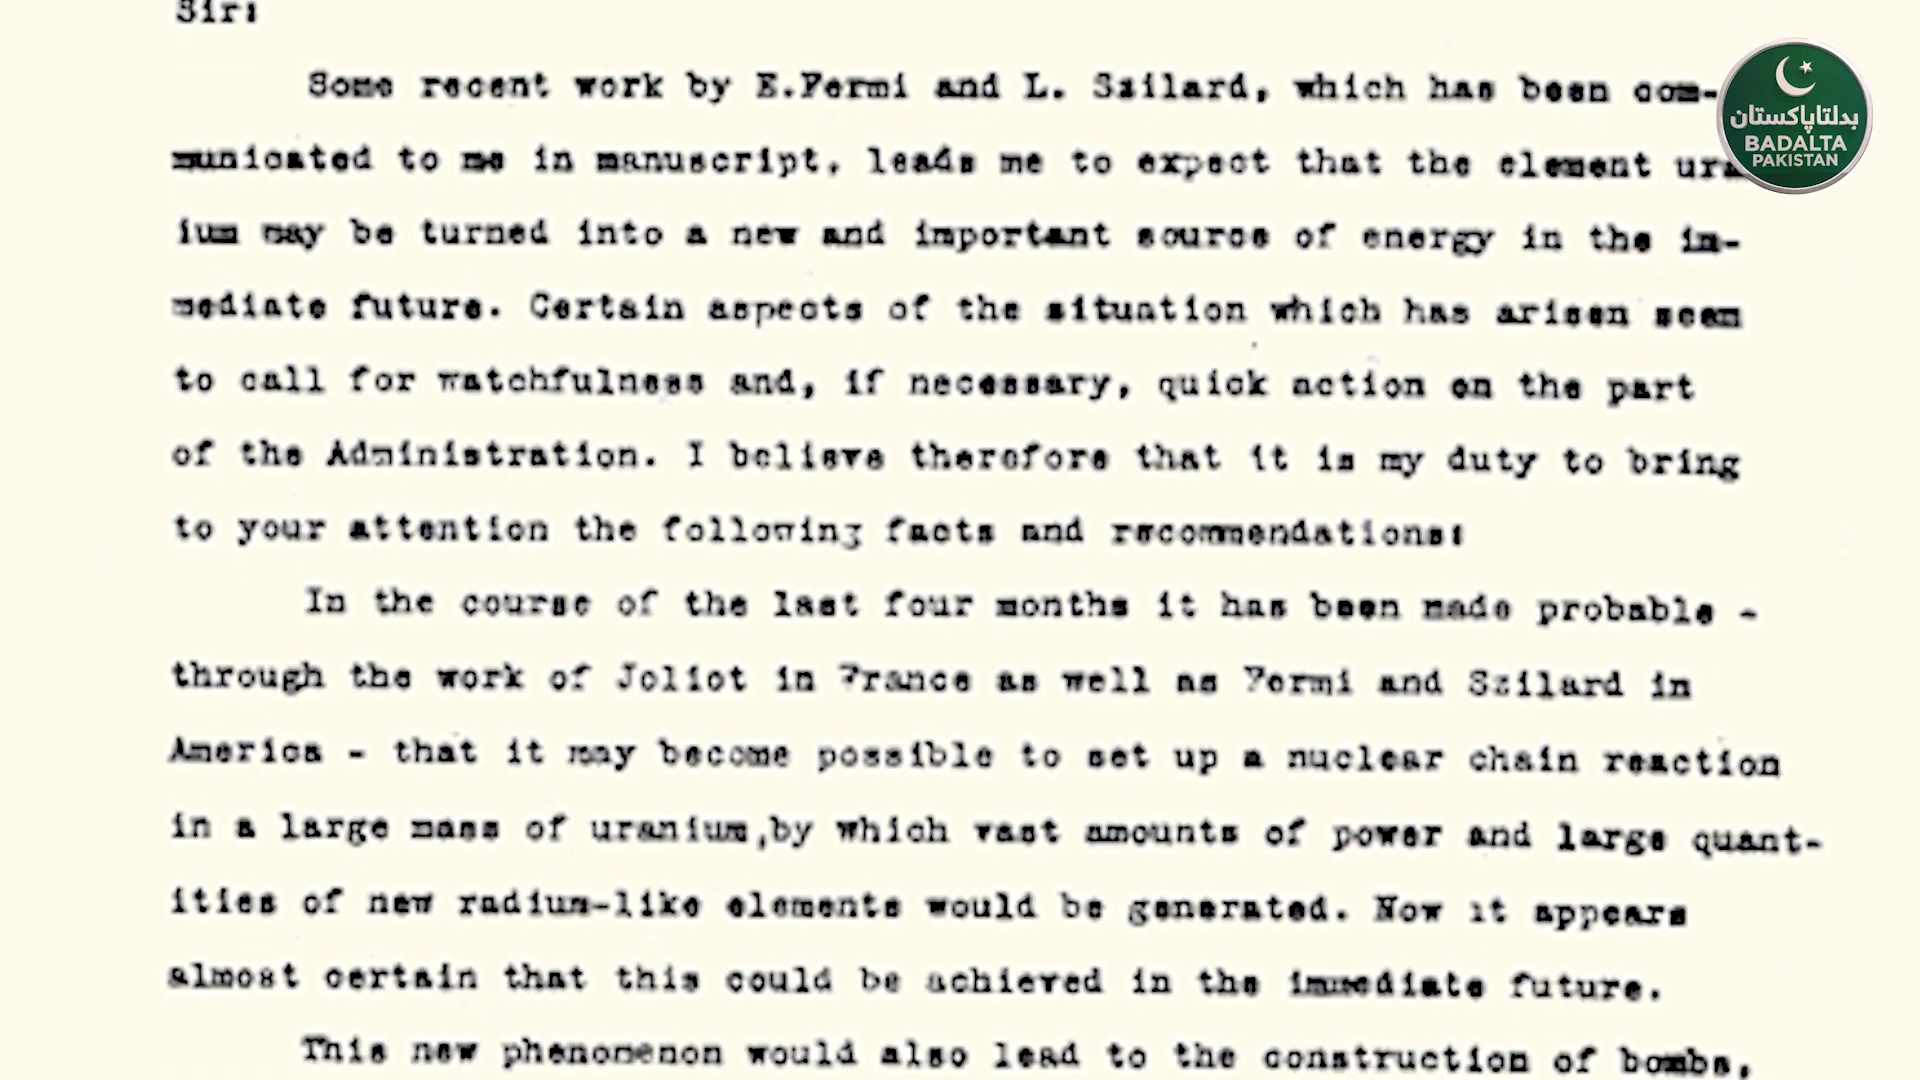 Sir:
Some recent work by E.Fermi and L. Szilard, which has been com-
municated to me in manuscript, leads me to expect that the element uran-
ium may be turned into a new and important source of energy in the im-
mediate future. Certain aspects of the situation which has arisen seem
to call for watchfulness and, if necessary, quick action on the part
of the Administration. I believe therefore that it is my duty to bring
to your attention the following facts and recommendations:
In the course of the last four months it has been made probable -
through the work of Joliot in France as well as Fermi and Szilard in
America - that it may become possible to set up a nuclear chain reaction
in a large mass of uranium,by which vast amounts of power and large quant-
ities of new radium-like elements would be generated. Now it appears
almost certain that this could be achieved in the immediate future.
This new phenomenon would also lead to the construction of bombs,
بدلتاپاکستان
BADALTA
PAKISTAN